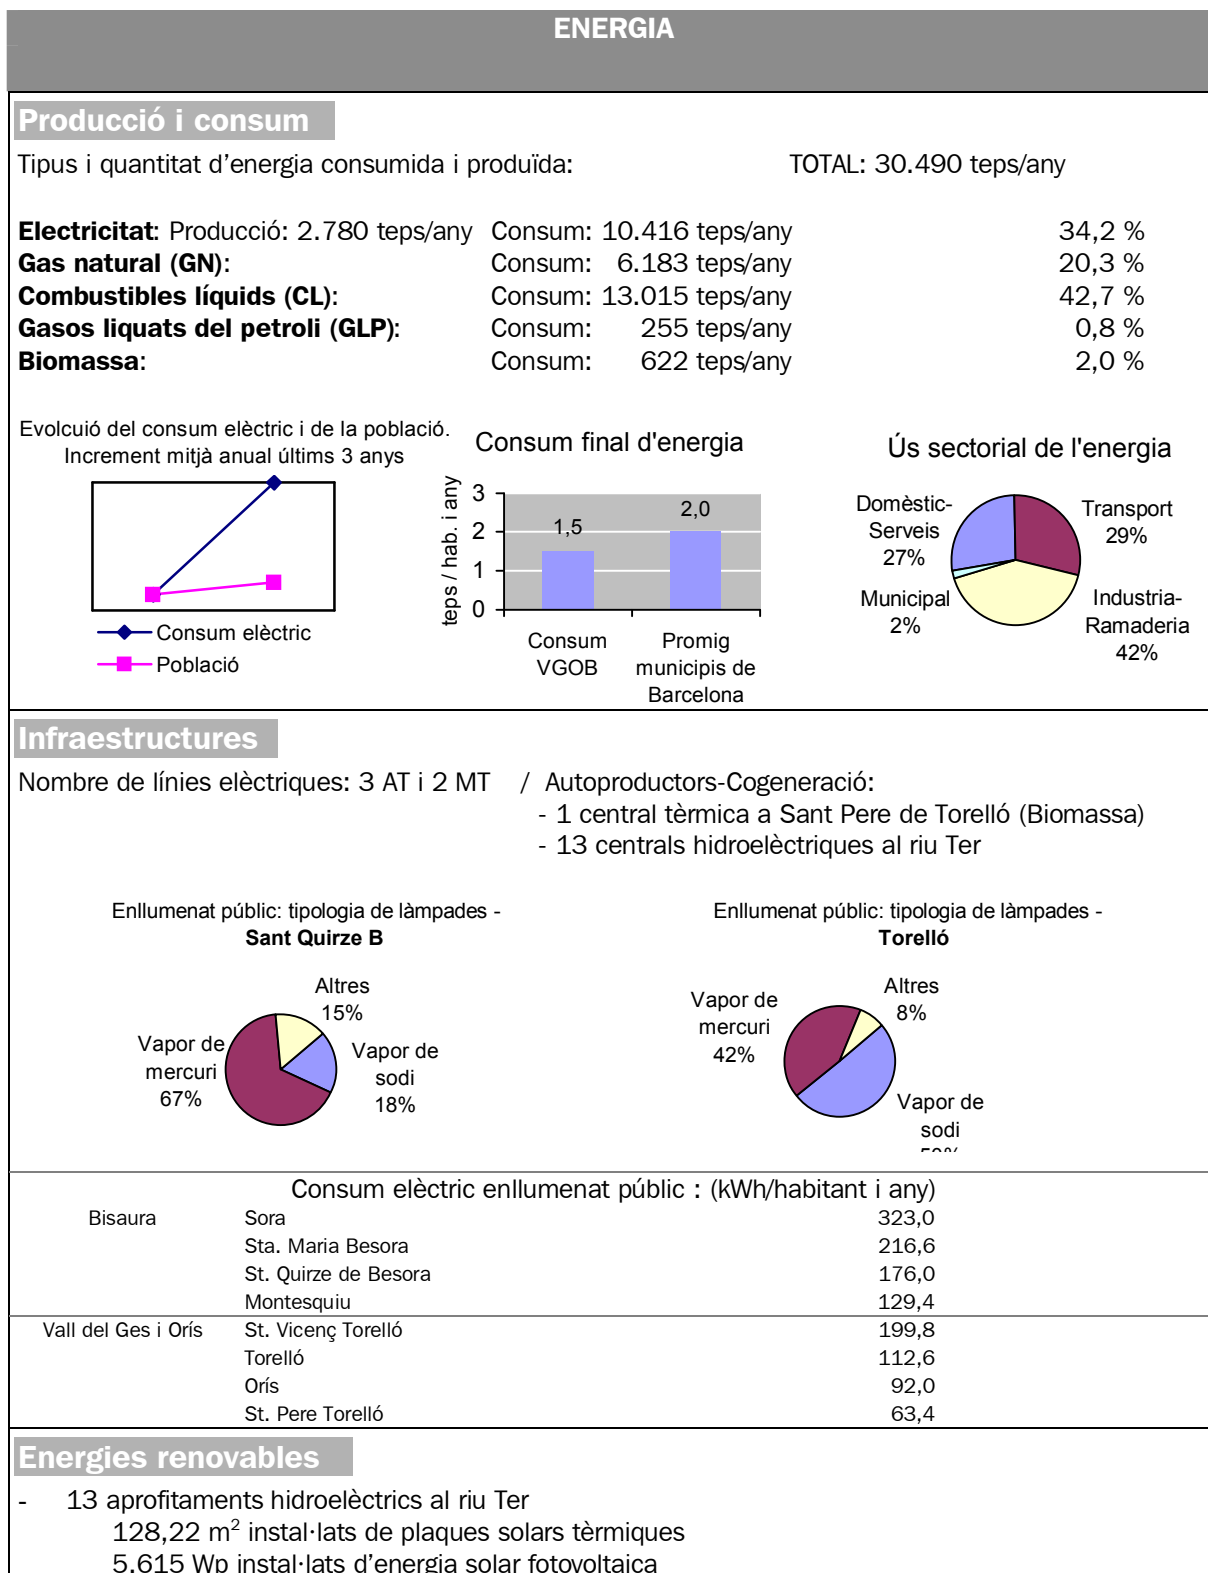 ENERGIA
Producció i consum
Tipus i quantitat d'energia consumida i produïda: TOTAL: 30.490 teps/any
Electricitat: Producció: 2.780 teps/any Consum: 10.416 teps/any 34,2 %
Gas natural (GN): Consum: 6.183 teps/any 20,3 %
Combustibles líquids (CL): Consum: 13.015 teps/any 42,7 %
Gasos liquats del petroli (GLP): Consum: 255 teps/any 0,8 %
Biomassa: Consum: 622 teps/any 2,0 %
Evolcuió del consum elèctric i de la població.
Increment mitjà anual últims 3 anys
Consum elèctric
Població
Consum final d'energia
teps / hab. i any
3
2
1
0
1,5
2,0
Consum
VGOB
Promig
municipis de
Barcelona
Ús sectorial de l'energia
Domèstic-
Serveis
27%
Transport
29%
Municipal
2%
Industria-
Ramaderia
42%
Infraestructures
Nombre de línies elèctriques: 3 AT i 2 MT / Autoproductors-Cogeneració:
- 1 central tèrmica a Sant Pere de Torelló (Biomassa)
- 13 centrals hidroelèctriques al riu Ter
Enllumenat públic: tipologia de làmpades -
Sant Quirze B
Altres
15%
Vapor de
mercuri
67%
Vapor de
sodi
18%
Enllumenat públic: tipologia de làmpades -
Torelló
Altres
8%
Vapor de
mercuri
42%
Vapor de
sodi
Consum elèctric enllumenat públic : (kWh/habitant i any)
Bisaura Sora 323,0
Sta. Maria Besora 216,6
St. Quirze de Besora 176,0
Montesquiu 129,4
Vall del Ges i Orís St. Vicenç Torelló 199,8
Torelló 112,6
Orís 92,0
St. Pere Torelló 63,4
Energies renovables
- 13 aprofitaments hidroelèctrics al riu Ter
128,22 m² instal·lats de plaques solars tèrmiques
5.615 Wp instal·lats d'energia solar fotovoltaica